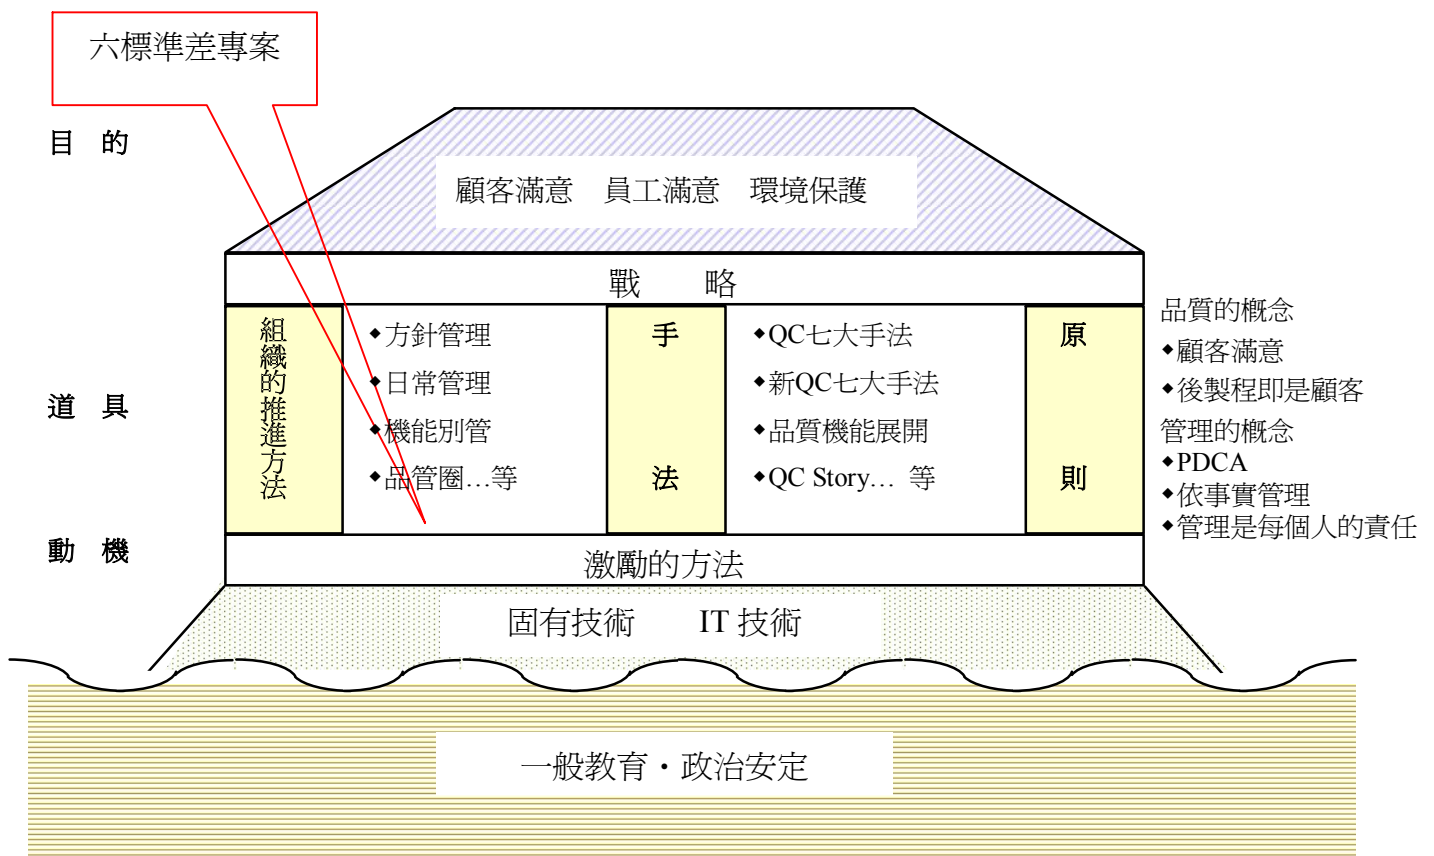 六標準差專案
目 的
顧客滿意 員工滿意 環境保護
戰 略
道 具
組織的推進方法
◆方針管理
◆日常管理
◆機能別管
◆品管圈…等
手 法
◆QC七大手法
◆新QC七大手法
◆品質機能展開
◆QC Story… 等
原 則
品質的概念
◆顧客滿意
◆後製程即是顧客
管理的概念
◆PDCA
◆依事實管理
◆管理是每個人的責任
動 機
激勵的方法
固有技術 IT 技術
一般教育・政治安定